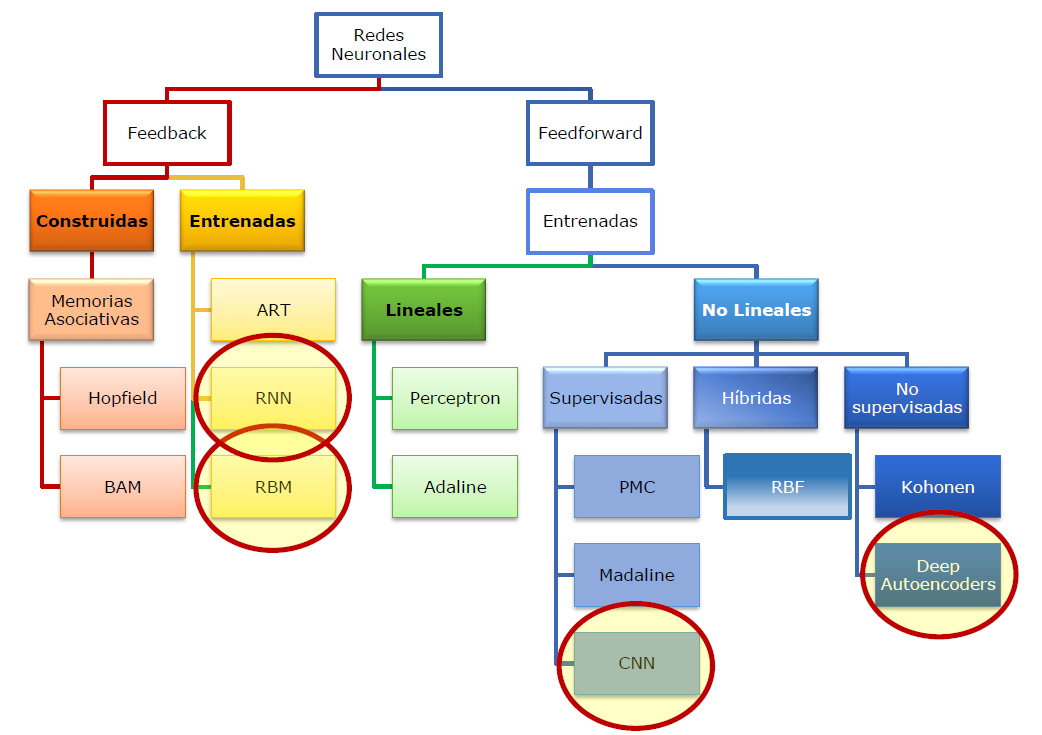 Redes
Neuronales
Feedback
Feedforward
Construidas
Entrenadas
Entrenadas
Memorias
Asociativas
ART
Lineales
No Lineales
Hopfield
RNN
Perceptron
Supervisadas
Híbridas
No
supervisadas
BAM
RBM
Adaline
PMC
RBF
Kohonen
Madaline
Deep
Autoencoders
CNN